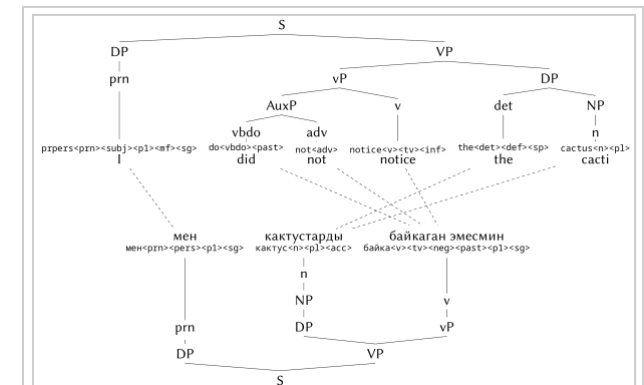 S
DP VP
prn vP DP
AuxP v det NP
vbdo adv n
prpers<prn><subj><p1><mf><sg> do<vbdo><past> not<adv> notice<v><tv><inf> the<det><def><sp> cactus<n><pl>
I did not notice the cacti
мен кактустарды байкаган эмесмин
мен<prn><pers><p1><sg> кактус<n><pl><acc> байка<v><tv><neg><past><p1><sg>
n
NP v
prn DP vP
DP VP
S